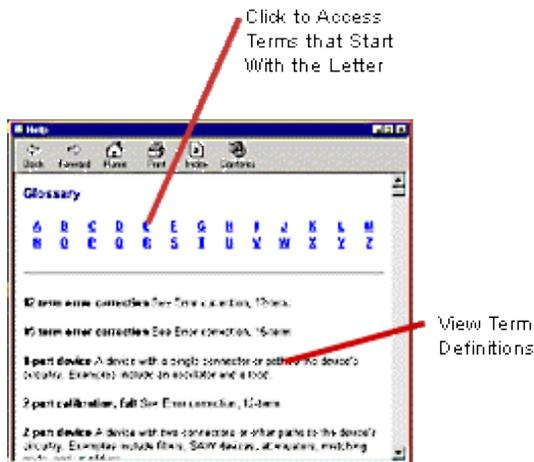 Click to Access
Terms that Start
With the Letter
Help
Back Forward Home Print Index Contents
Glossary
A B C D E F G H I J K L M
N O P Q R S T U V W X Y Z
12 term error correction See Error correction, 12-term
16 term error correction See Error correction, 16-term
1-port device A device with a single connector or path to the device's
circuitry. Examples include an oscillator and a load.
View Term
Definitions
2-port calibration, full See Error correction, 12-term
2 port device A device with two connectors or other paths to the device's
circuitry. Examples include filters, SAW devices, attenuators, matching